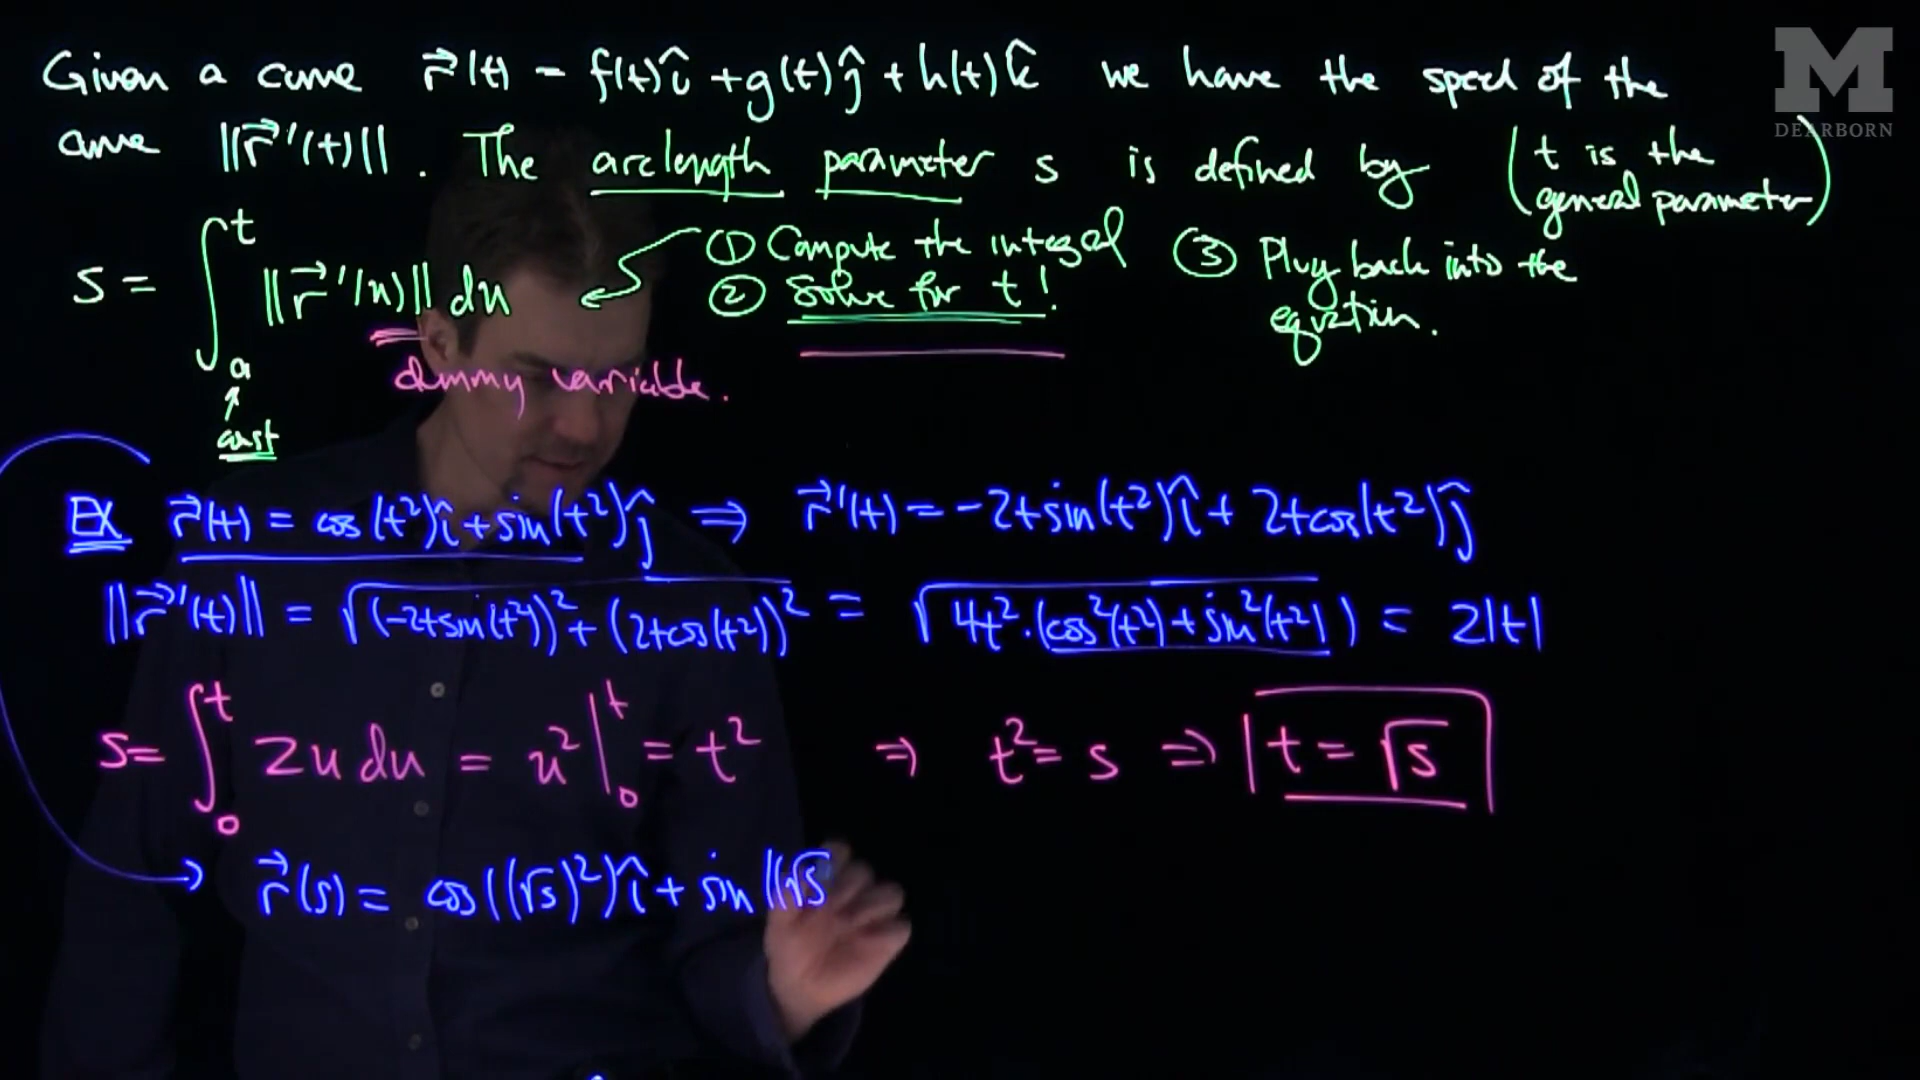 Given a curve r⃗(t) = f(t)î + g(t)ĵ + h(t)k̂ we have the speed of the
curve ||r⃗'(t)||. The arclength parameter s is defined by (t is the general parameter)
s = ∫_a^t ||r⃗'(u)|| du
① Compute the integral
② Solve for t!
③ Plug back into the
equation.
dummy variable.
const
EX r⃗(t) = cos(t²)î + sin(t²)ĵ ⇒ r⃗'(t) = -2t sin(t²)î + 2t cos(t²)ĵ
||r⃗'(t)|| = √((-2t sin(t²))² + (2t cos(t²))²) = √(4t²·(cos²(t²) + sin²(t²))) = 2|t|
s = ∫_0^t 2u du = u² |_0^t = t² ⇒ t² = s ⇒ t = √s
→ r⃗(s) = cos((√s)²)î + sin((√s
M
DEARBORN